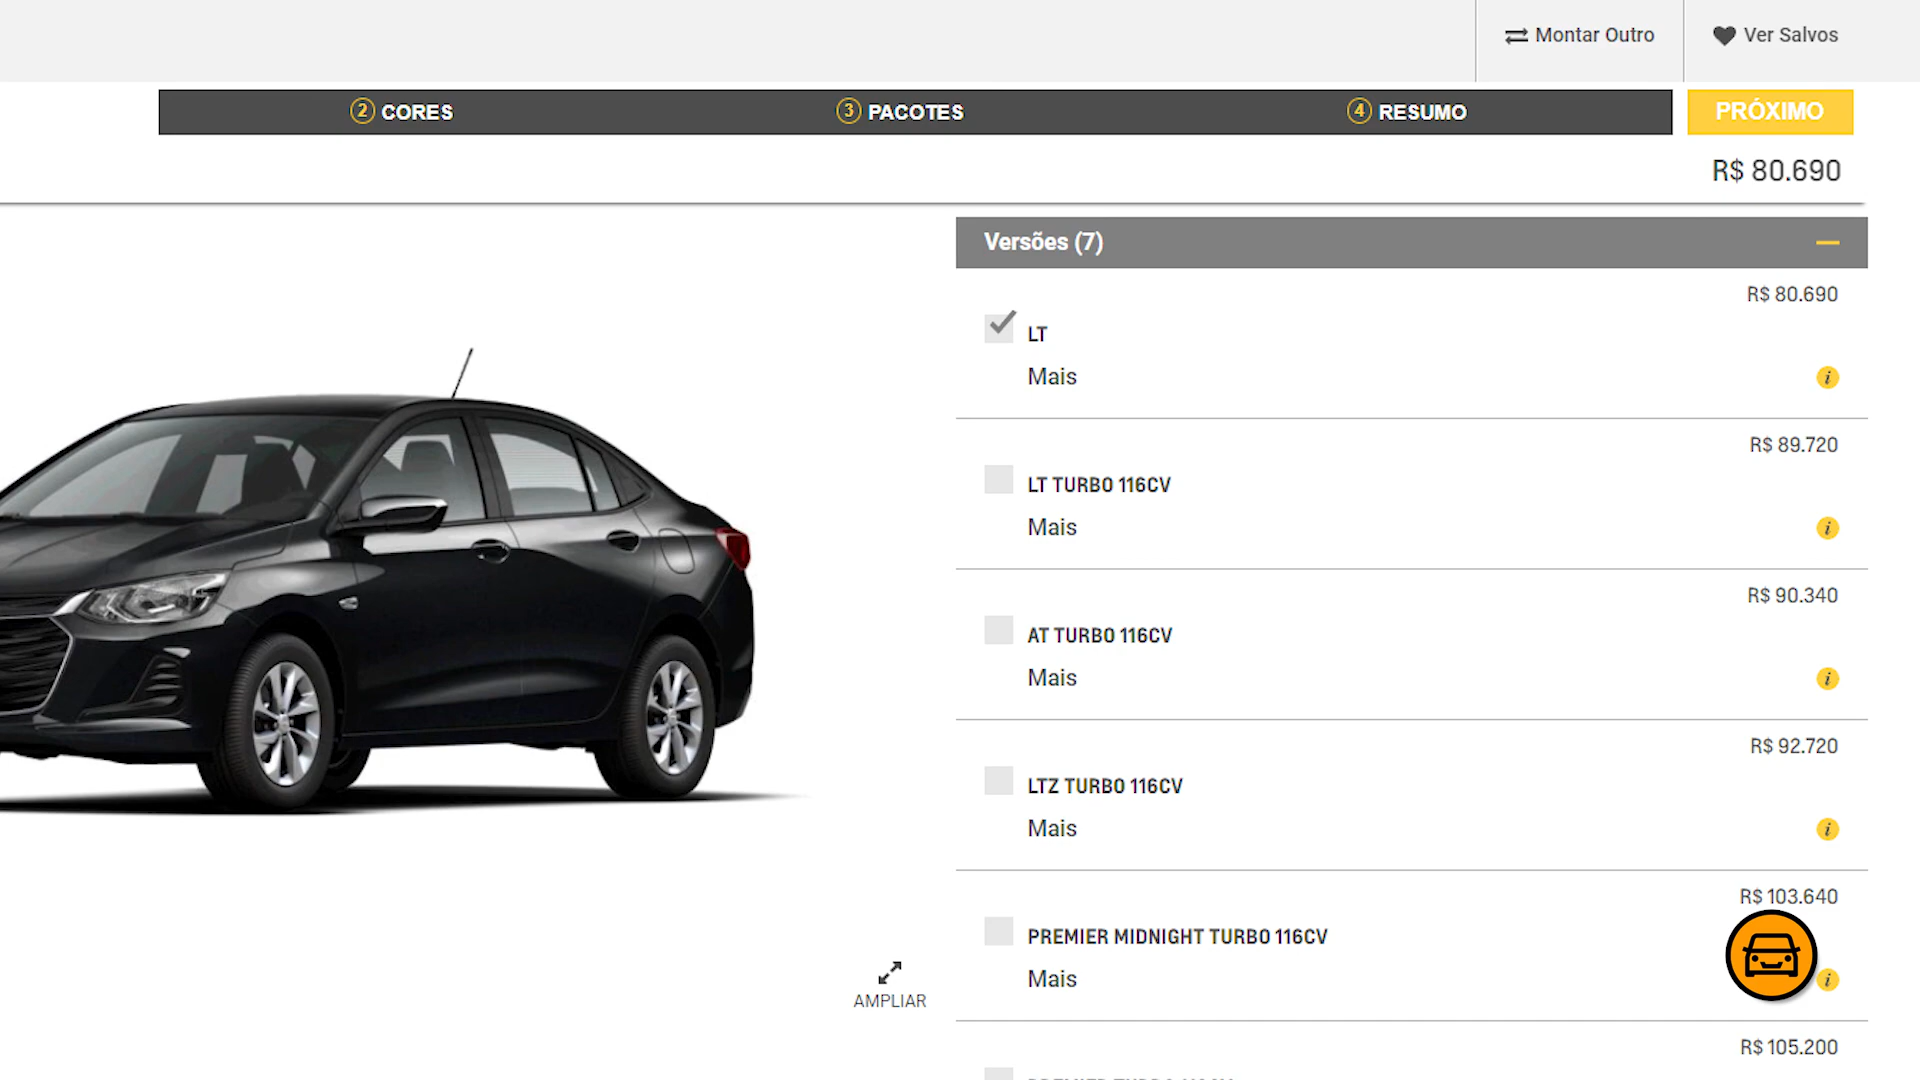 Montar Outro
Ver Salvos
2 CORES
3 PACOTES
4 RESUMO
PRÓXIMO
R$ 80.690
Versões (7)
R$ 80.690
LT
Mais
i
R$ 89.720
LT TURBO 116CV
Mais
i
R$ 90.340
AT TURBO 116CV
Mais
i
R$ 92.720
LTZ TURBO 116CV
Mais
i
R$ 103.640
PREMIER MIDNIGHT TURBO 116CV
Mais
i
AMPLIAR
R$ 105.200